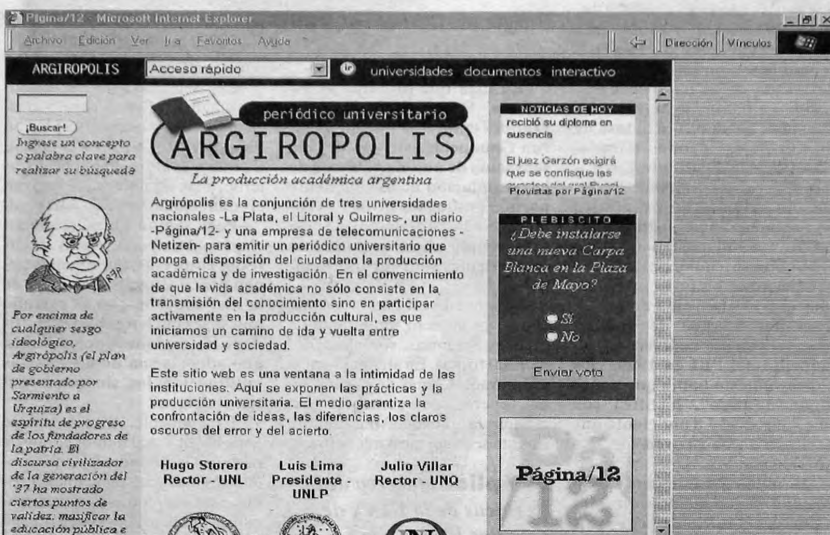 Página/12 - Microsoft Internet Explorer
Archivo Edición Ver Ir a Favoritos Ayuda
Dirección Vínculos
ARGIROPOLIS
Acceso rápido
ir
universidades documentos interactivo
¡Buscar!
Ingrese un concepto
o palabra clave para
realizar su búsqueda
Por encima de
cualquier sesgo
ideológico,
Argirópolis (el plan
de gobierno
presentado por
Sarmiento a
Urquiza) es el
espíritu de progreso
de los fundadores de
la patria. El
discurso civilizador
de la generación del
'37 ha mostrado
ciertos puntos de
validez: masificar la
educación pública e
periódico universitario
ARGIROPOLIS
La producción académica argentina
Argirópolis es la conjunción de tres universidades
nacionales -La Plata, el Litoral y Quilmes-, un diario
-Página/12- y una empresa de telecomunicaciones -
Netizen- para emitir un periódico universitario que
ponga a disposición del ciudadano la producción
académica y de investigación. En el convencimiento
de que la vida académica no sólo consiste en la
transmisión del conocimiento sino en participar
activamente en la producción cultural, es que
iniciamos un camino de ida y vuelta entre
universidad y sociedad.
Este sitio web es una ventana a la intimidad de las
instituciones. Aquí se exponen las prácticas y la
producción universitaria. El medio garantiza la
confrontación de ideas, las diferencias, los claros
oscuros del error y del acierto.
Hugo Storero
Rector - UNL
Luis Lima
Presidente -
UNLP
Julio Villar
Rector - UNQ
NOTICIAS DE HOY
recibió su diploma en
ausencia
El juez Garzón exigirá
que se confisquen las
Provistas por Página/12
PLEBISCITO
¿Debe instalarse
una nueva Carpa
Blanca en la Plaza
de Mayo?
Sí
No
Enviar voto
Página/12